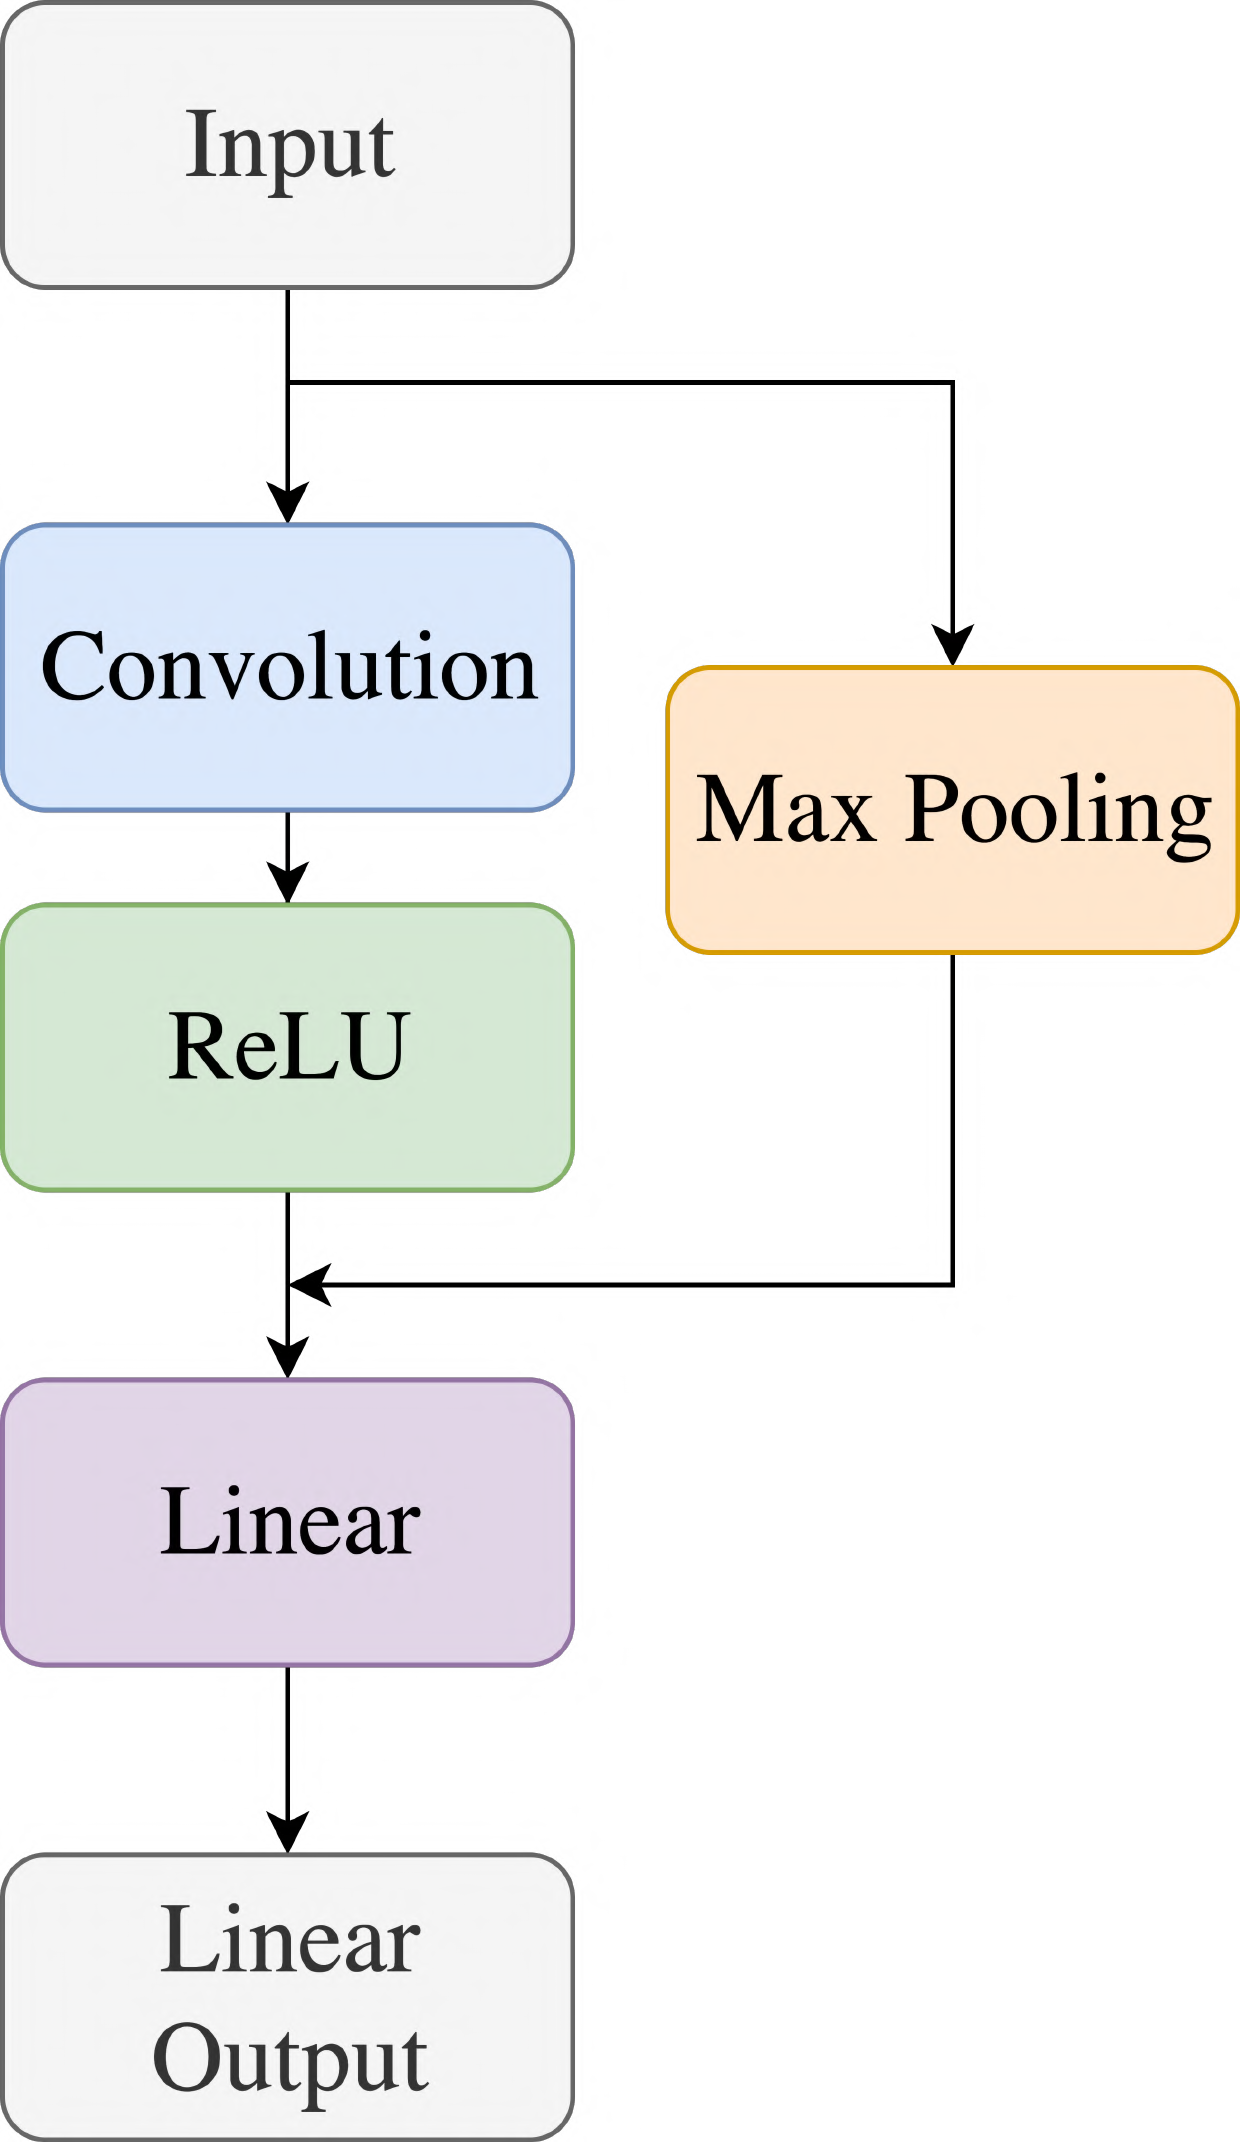 Input
Convolution
Max Pooling
ReLU
Linear
Linear
Output